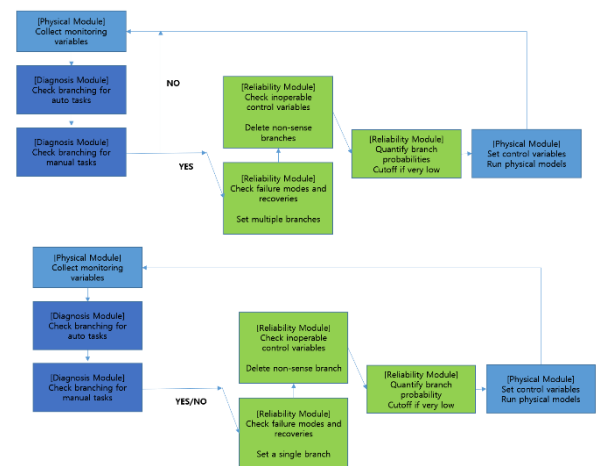 [Physical Module]
Collect monitoring
variables
[Diagnosis Module]
Check branching for
auto tasks
[Diagnosis Module]
Check branching for
manual tasks
NO
YES
[Reliability Module]
Check inoperable
control variables
Delete non-sense
branches
[Reliability Module]
Check failure modes and
recoveries
Set multiple branches
[Reliability Module]
Quantify branch
probabilities
Cutoff if very low
[Physical Module]
Set control variables
Run physical models
[Physical Module]
Collect monitoring
variables
[Diagnosis Module]
Check branching for
auto tasks
[Diagnosis Module]
Check branching for
manual tasks
YES/NO
[Reliability Module]
Check inoperable
control variables
Delete non-sense branch
[Reliability Module]
Check failure modes and
recoveries
Set a single branch
[Reliability Module]
Quantify branch
probability
Cutoff if very low
[Physical Module]
Set control variables
Run physical models